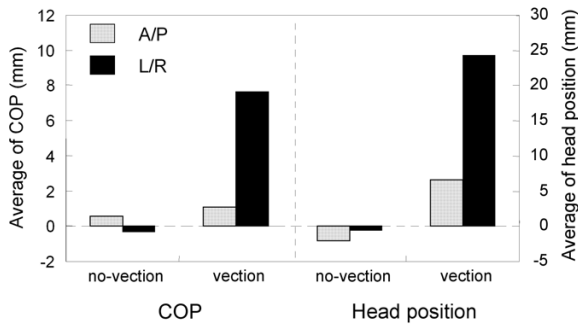 12
10
8
6
4
2
0
-2
Average of COP (mm)
A/P
L/R
30
25
20
15
10
5
0
-5
Average of head position (mm)
no-vection vection no-vection vection
COP Head position